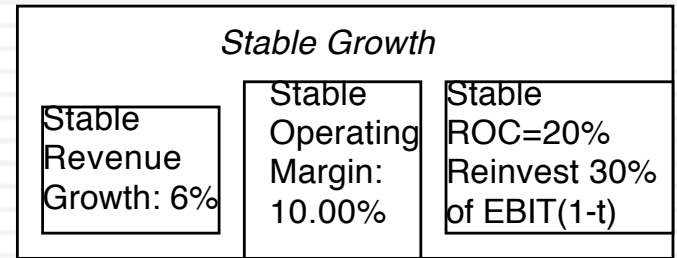 Stable Growth
Stable
Revenue
Growth: 6%
Stable
Operating
Margin:
10.00%
Stable
ROC=20%
Reinvest 30%
of EBIT(1-t)